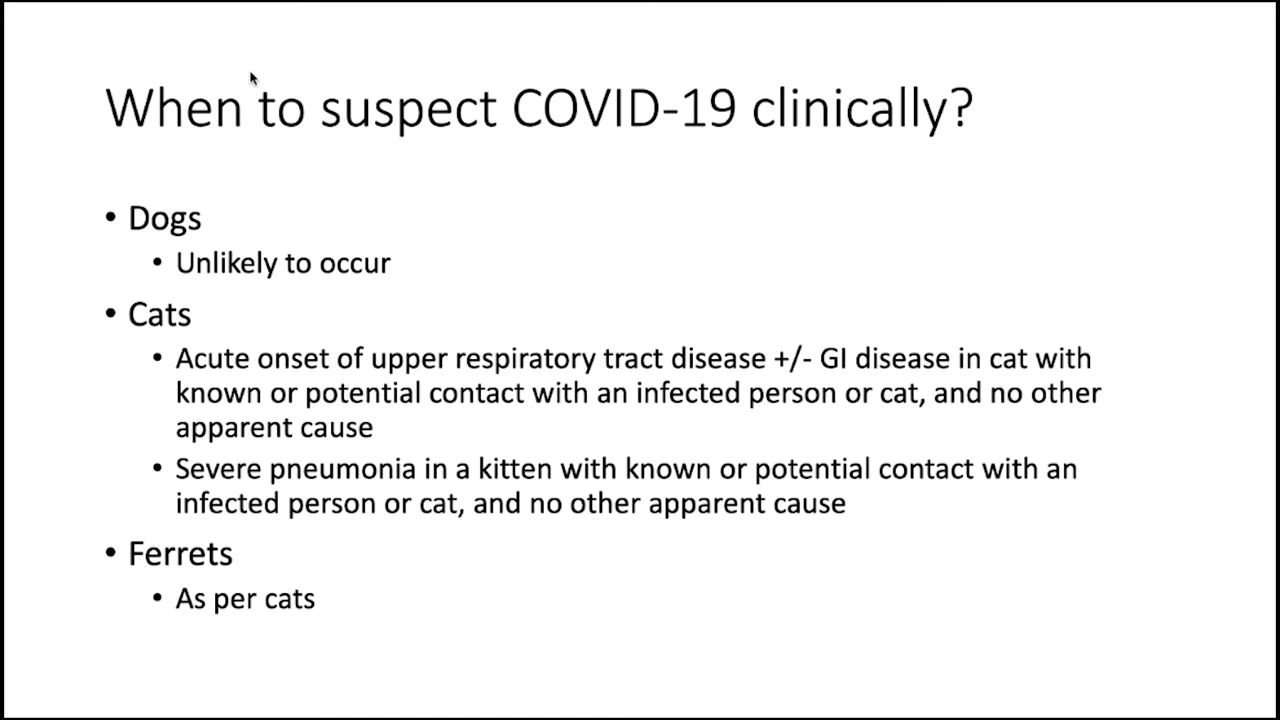 When to suspect COVID-19 clinically?
• Dogs
• Unlikely to occur
• Cats
• Acute onset of upper respiratory tract disease +/- GI disease in cat with
known or potential contact with an infected person or cat, and no other
apparent cause
• Severe pneumonia in a kitten with known or potential contact with an
infected person or cat, and no other apparent cause
• Ferrets
• As per cats